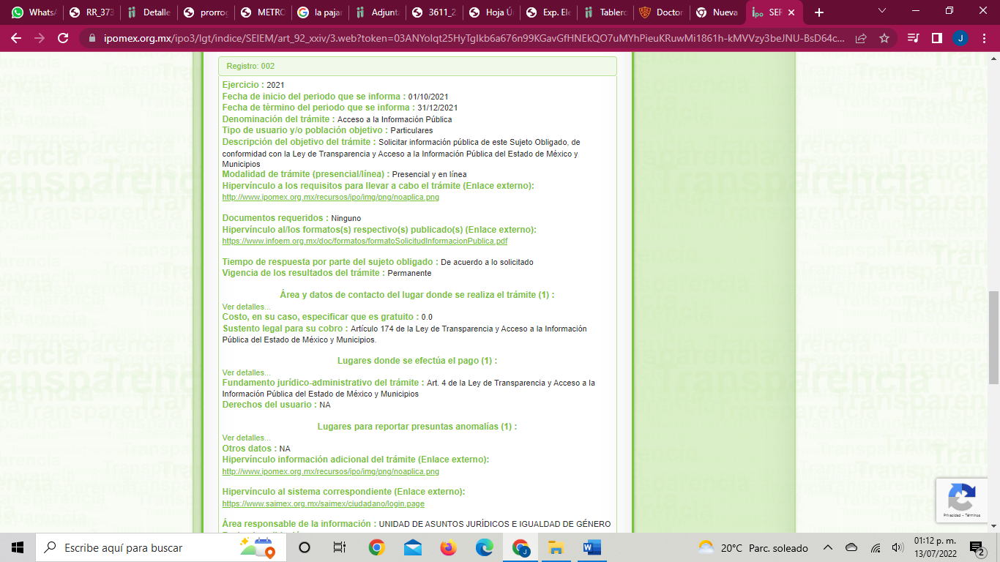 WhatsA
RR_373
Detalle
prorrog
METRO
la pajar
Adjunt
3611_2
Hoja Ú
Exp. Ele
Tablero
Doctor
Nueva
SEF
ipomex.org.mx/ipo3/lgt/indice/SEIEM/art_92_xxiv/3.web?token=03ANYoIqt25HyTgIkb6a676n99KGavGfHNEkQO7uMYhPieuKRuwMi1861h-kMVVzy3beJNU-BsD64c...
J
Registro: 002
Ejercicio : 2021
Fecha de inicio del periodo que se informa : 01/10/2021
Fecha de término del periodo que se informa : 31/12/2021
Denominación del trámite : Acceso a la Información Pública
Tipo de usuario y/o población objetivo : Particulares
Descripción del objetivo del trámite : Solicitar información pública de este Sujeto Obligado, de
conformidad con la Ley de Transparencia y Acceso a la Información Pública del Estado de México y
Municipios
Modalidad de trámite (presencial/línea) : Presencial y en línea
Hipervínculo a los requisitos para llevar a cabo el trámite (Enlace externo):
http://www.ipomex.org.mx/recursos/ipo/img/png/noaplica.png
Documentos requeridos : Ninguno
Hipervínculo al/los formatos(s) respectivo(s) publicado(s) (Enlace externo):
https://www.infoem.org.mx/doc/formatos/formatoSolicitudInformacionPublica.pdf
Tiempo de respuesta por parte del sujeto obligado : De acuerdo a lo solicitado
Vigencia de los resultados del trámite : Permanente
Área y datos de contacto del lugar donde se realiza el trámite (1) :
Ver detalles...
Costo, en su caso, especificar que es gratuito : 0.0
Sustento legal para su cobro : Artículo 174 de la Ley de Transparencia y Acceso a la Información
Pública del Estado de México y Municipios.
Lugares donde se efectúa el pago (1) :
Ver detalles...
Fundamento jurídico-administrativo del trámite : Art. 4 de la Ley de Transparencia y Acceso a la
Información Pública del Estado de México y Municipios
Derechos del usuario : NA
Lugares para reportar presuntas anomalías (1) :
Ver detalles...
Otros datos : NA
Hipervínculo información adicional del trámite (Enlace externo):
http://www.ipomex.org.mx/recursos/ipo/img/png/noaplica.png
Hipervínculo al sistema correspondiente (Enlace externo):
https://www.saimex.org.mx/saimex/ciudadano/login.page
Área responsable de la información : UNIDAD DE ASUNTOS JURÍDICOS E IGUALDAD DE GÉNERO
Privacidad - Términos
Escribe aquí para buscar
20°C Parc. soleado
01:12 p. m.
13/07/2022
2